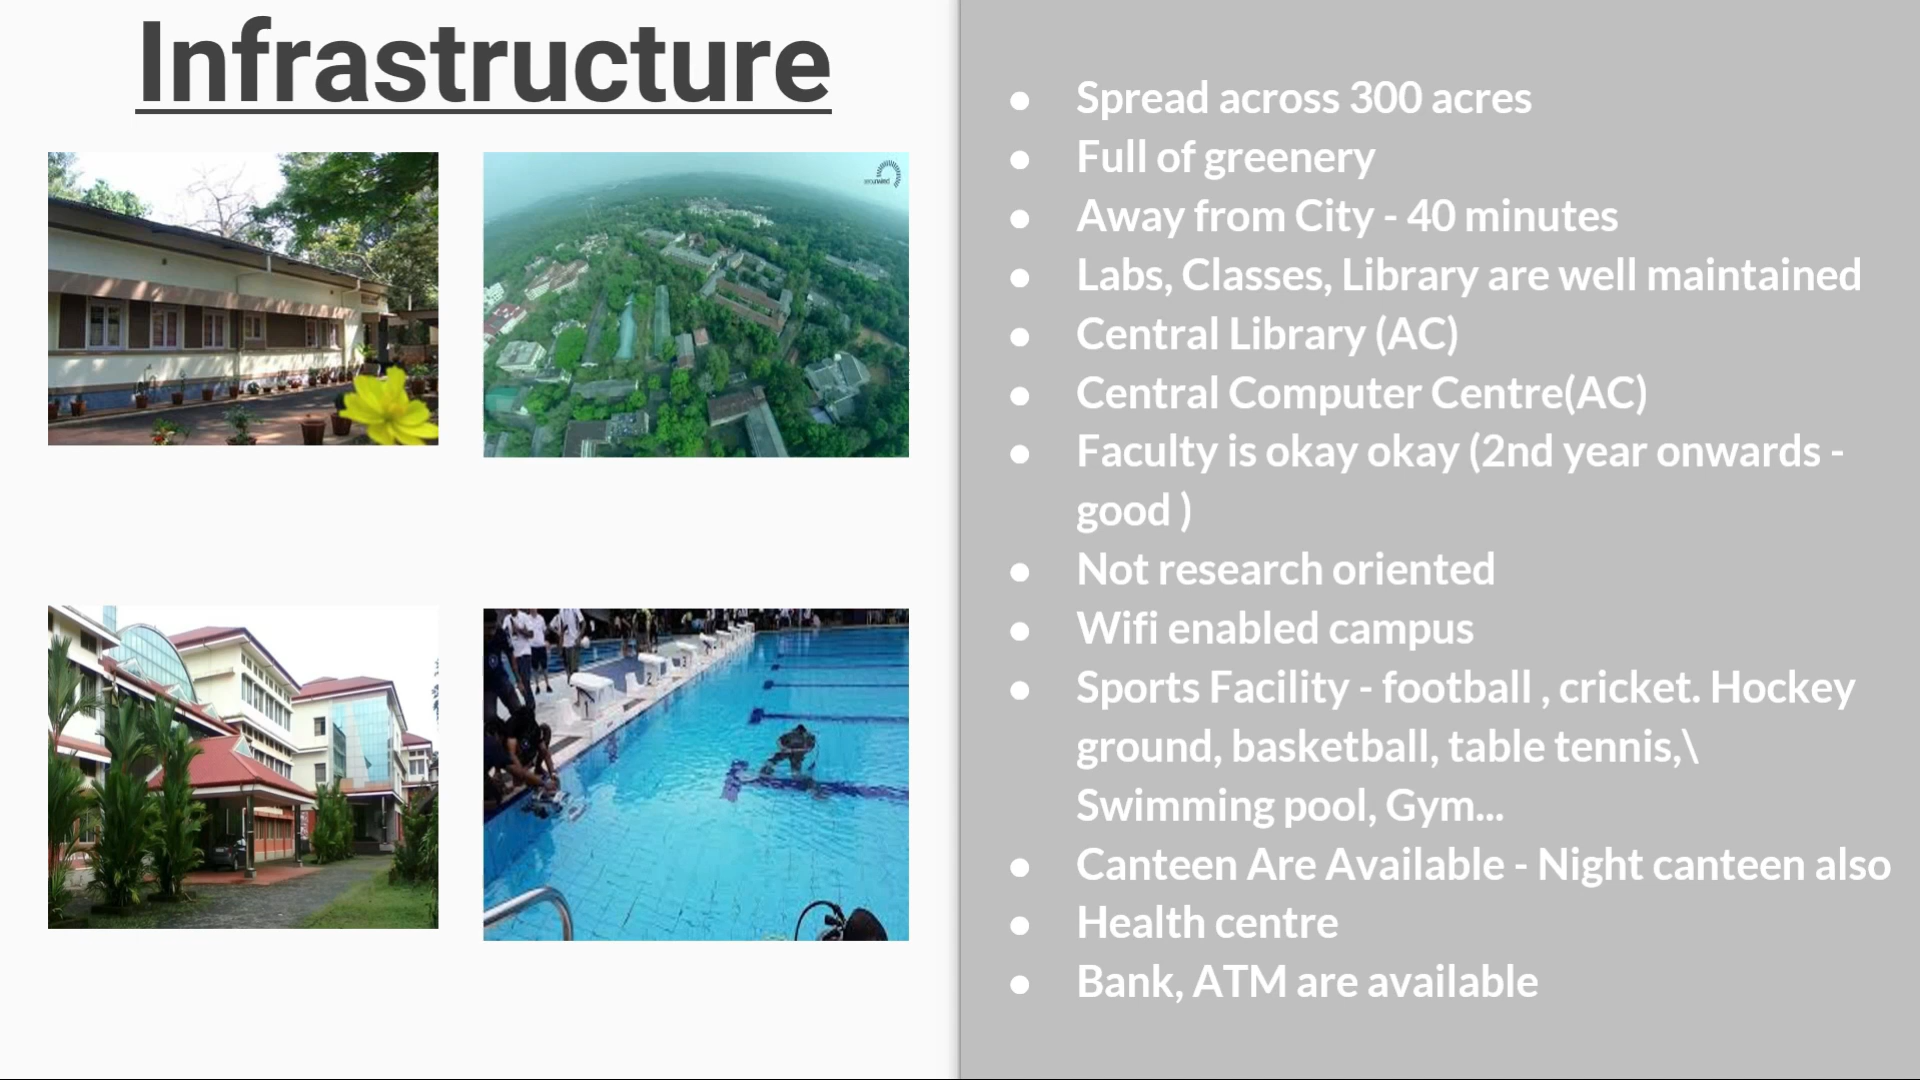 Infrastructure
● Spread across 300 acres
● Full of greenery
● Away from City - 40 minutes
● Labs, Classes, Library are well maintained
● Central Library (AC)
● Central Computer Centre(AC)
● Faculty is okay okay (2nd year onwards -
good )
● Not research oriented
● Wifi enabled campus
● Sports Facility - football , cricket. Hockey
ground, basketball, table tennis,\
Swimming pool, Gym...
● Canteen Are Available - Night canteen also
● Health centre
● Bank, ATM are available